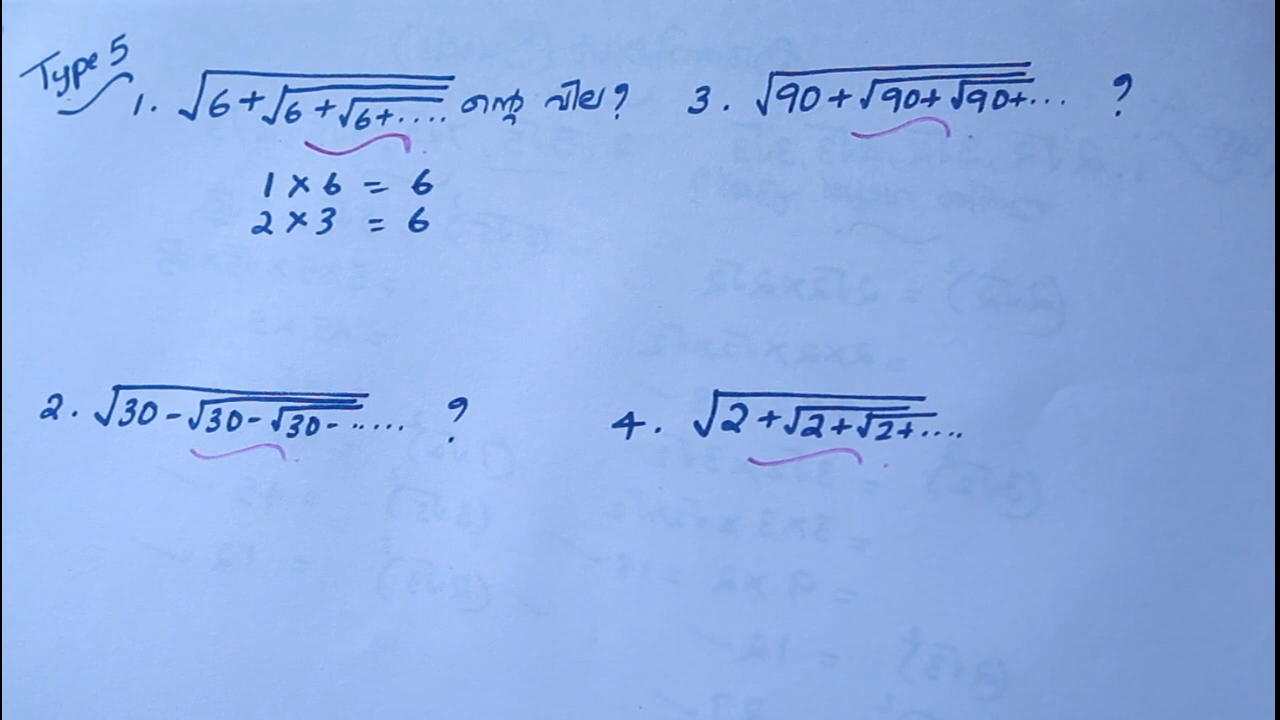 Type 5
1. √6+√6+√6+.... ന്റെ വില?
1 × 6 = 6
2 × 3 = 6
2. √30-√30-√30-..... ?
3. √90+√90+√90+... ?
4. √2+√2+√2+....